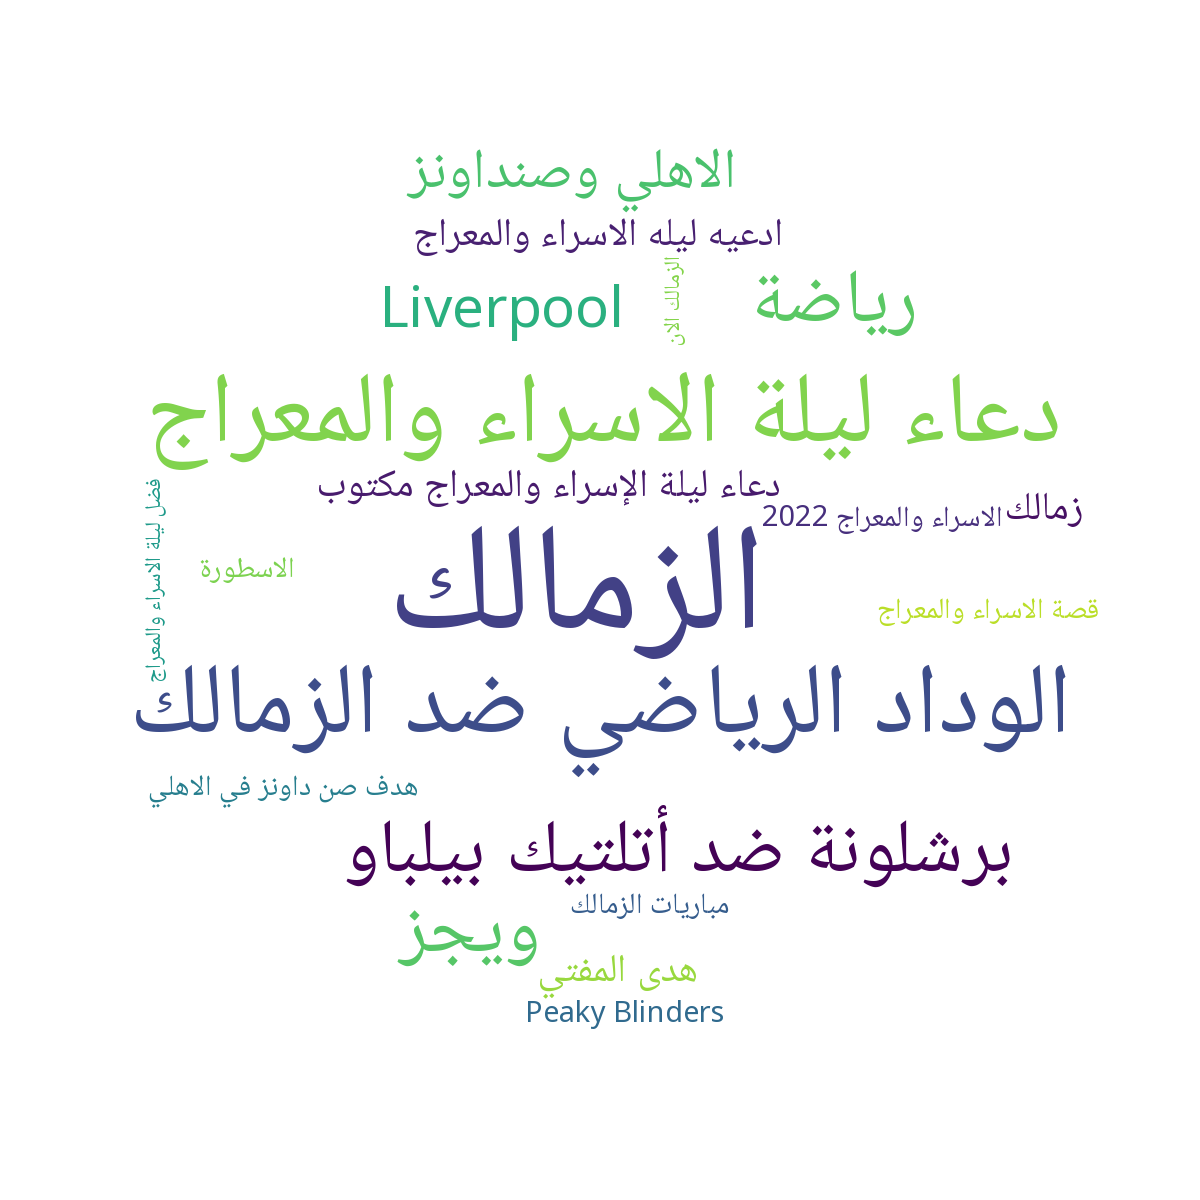 الاهلي وصنداونز
ادعيه ليله الاسراء والمعراج
الزمالك الان
رياضة
Liverpool
دعاء ليلة الاسراء والمعراج
دعاء ليلة الإسراء والمعراج مكتوب
زمالك
الاسراء والمعراج 2022
فضل ليلة الاسراء والمعراج
الزمالك
الاسطورة
قصة الاسراء والمعراج
الوداد الرياضي ضد الزمالك
هدف صن داونز في الاهلي
برشلونة ضد أتلتيك بيلباو
مباريات الزمالك
ويجز
هدى المفتي
Peaky Blinders